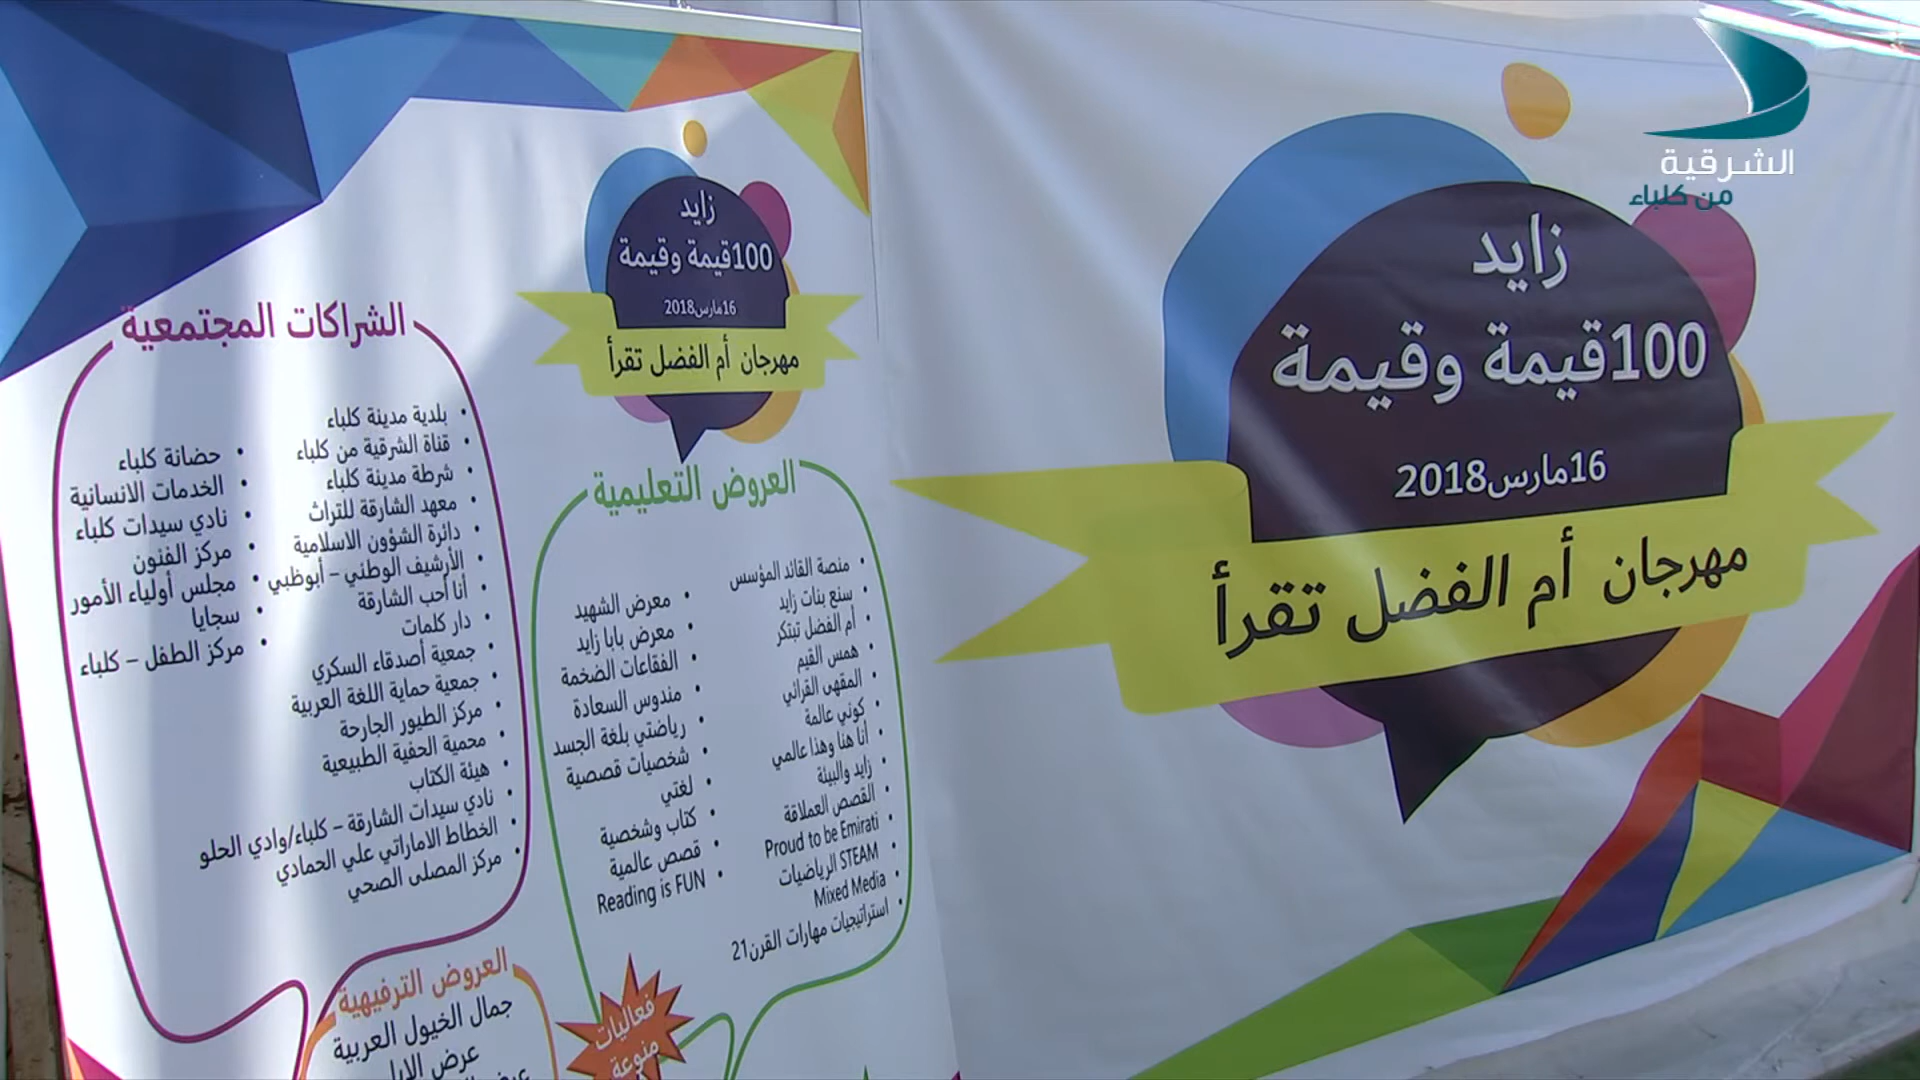 الشرقية
من كلباء
زايد
100قيمة وقيمة
16مارس2018
مهرجان أم الفضل تقرأ
زايد
100قيمة وقيمة
16مارس2018
مهرجان أم الفضل تقرأ
الشراكات المجتمعية
بلدية مدينة كلباء
قناة الشرقية من كلباء
شرطة مدينة كلباء
معهد الشارقة للتراث
دائرة الشؤون الاسلامية
الأرشيف الوطني – أبوظبي
أنا أحب الشارقة
دار كلمات
جمعية أصدقاء السكري
جمعية حماية اللغة العربية
مركز الطيور الجارحة
محمية الحفية الطبيعية
هيئة الكتاب
نادي سيدات الشارقة – كلباء/وادي الحلو
الخطاط الاماراتي علي الحمادي
مركز المصلى الصحي
حضانة كلباء
الخدمات الانسانية
نادي سيدات كلباء
مركز الفنون
مجلس أولياء الأمور
سجايا
مركز الطفل – كلباء
العروض التعليمية
منصة القائد المؤسس
سنع بنات زايد
أم الفضل تبتكر
همس القيم
المقهى القرائي
كوني عالمة
أنا هنا وهذا عالمي
زايد والبيئة
القصص العملاقة
Proud to be Emirati
STEAM الرياضيات
Mixed Media
استراتيجيات مهارات القرن21
معرض الشهيد
معرض بابا زايد
الفقاعات الضخمة
مندوس السعادة
رياضتي بلغة الجسد
شخصيات قصصية
لغتي
كتاب وشخصية
قصص عالمية
Reading is FUN
العروض الترفيهية
جمال الخيول العربية
عرض الابل
فعاليات
منوعة